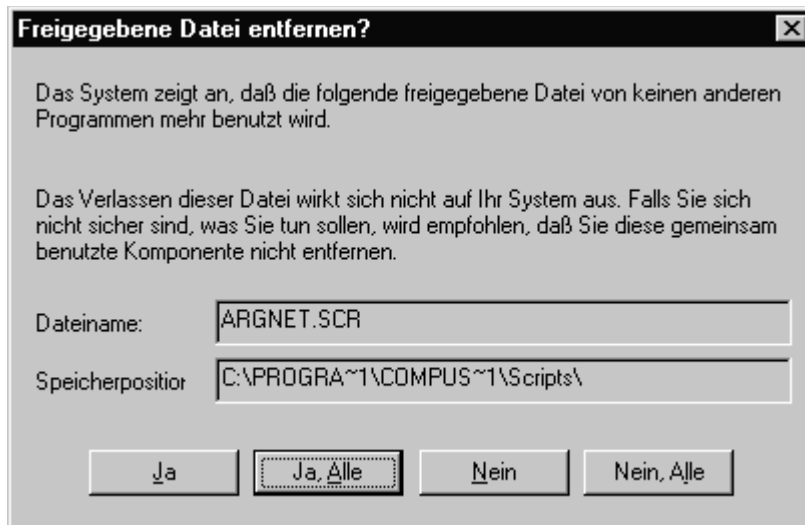 Freigegebene Datei entfernen?
Das System zeigt an, daß die folgende freigegebene Datei von keinen anderen
Programmen mehr benutzt wird.
Das Verlassen dieser Datei wirkt sich nicht auf Ihr System aus. Falls Sie sich
nicht sicher sind, was Sie tun sollen, wird empfohlen, daß Sie diese gemeinsam
benutzte Komponente nicht entfernen.
Dateiname: ARGNET.SCR
Speicherpositior C:\PROGRA~1\COMPUS~1\Scripts\
Ja Ja, Alle Nein Nein, Alle